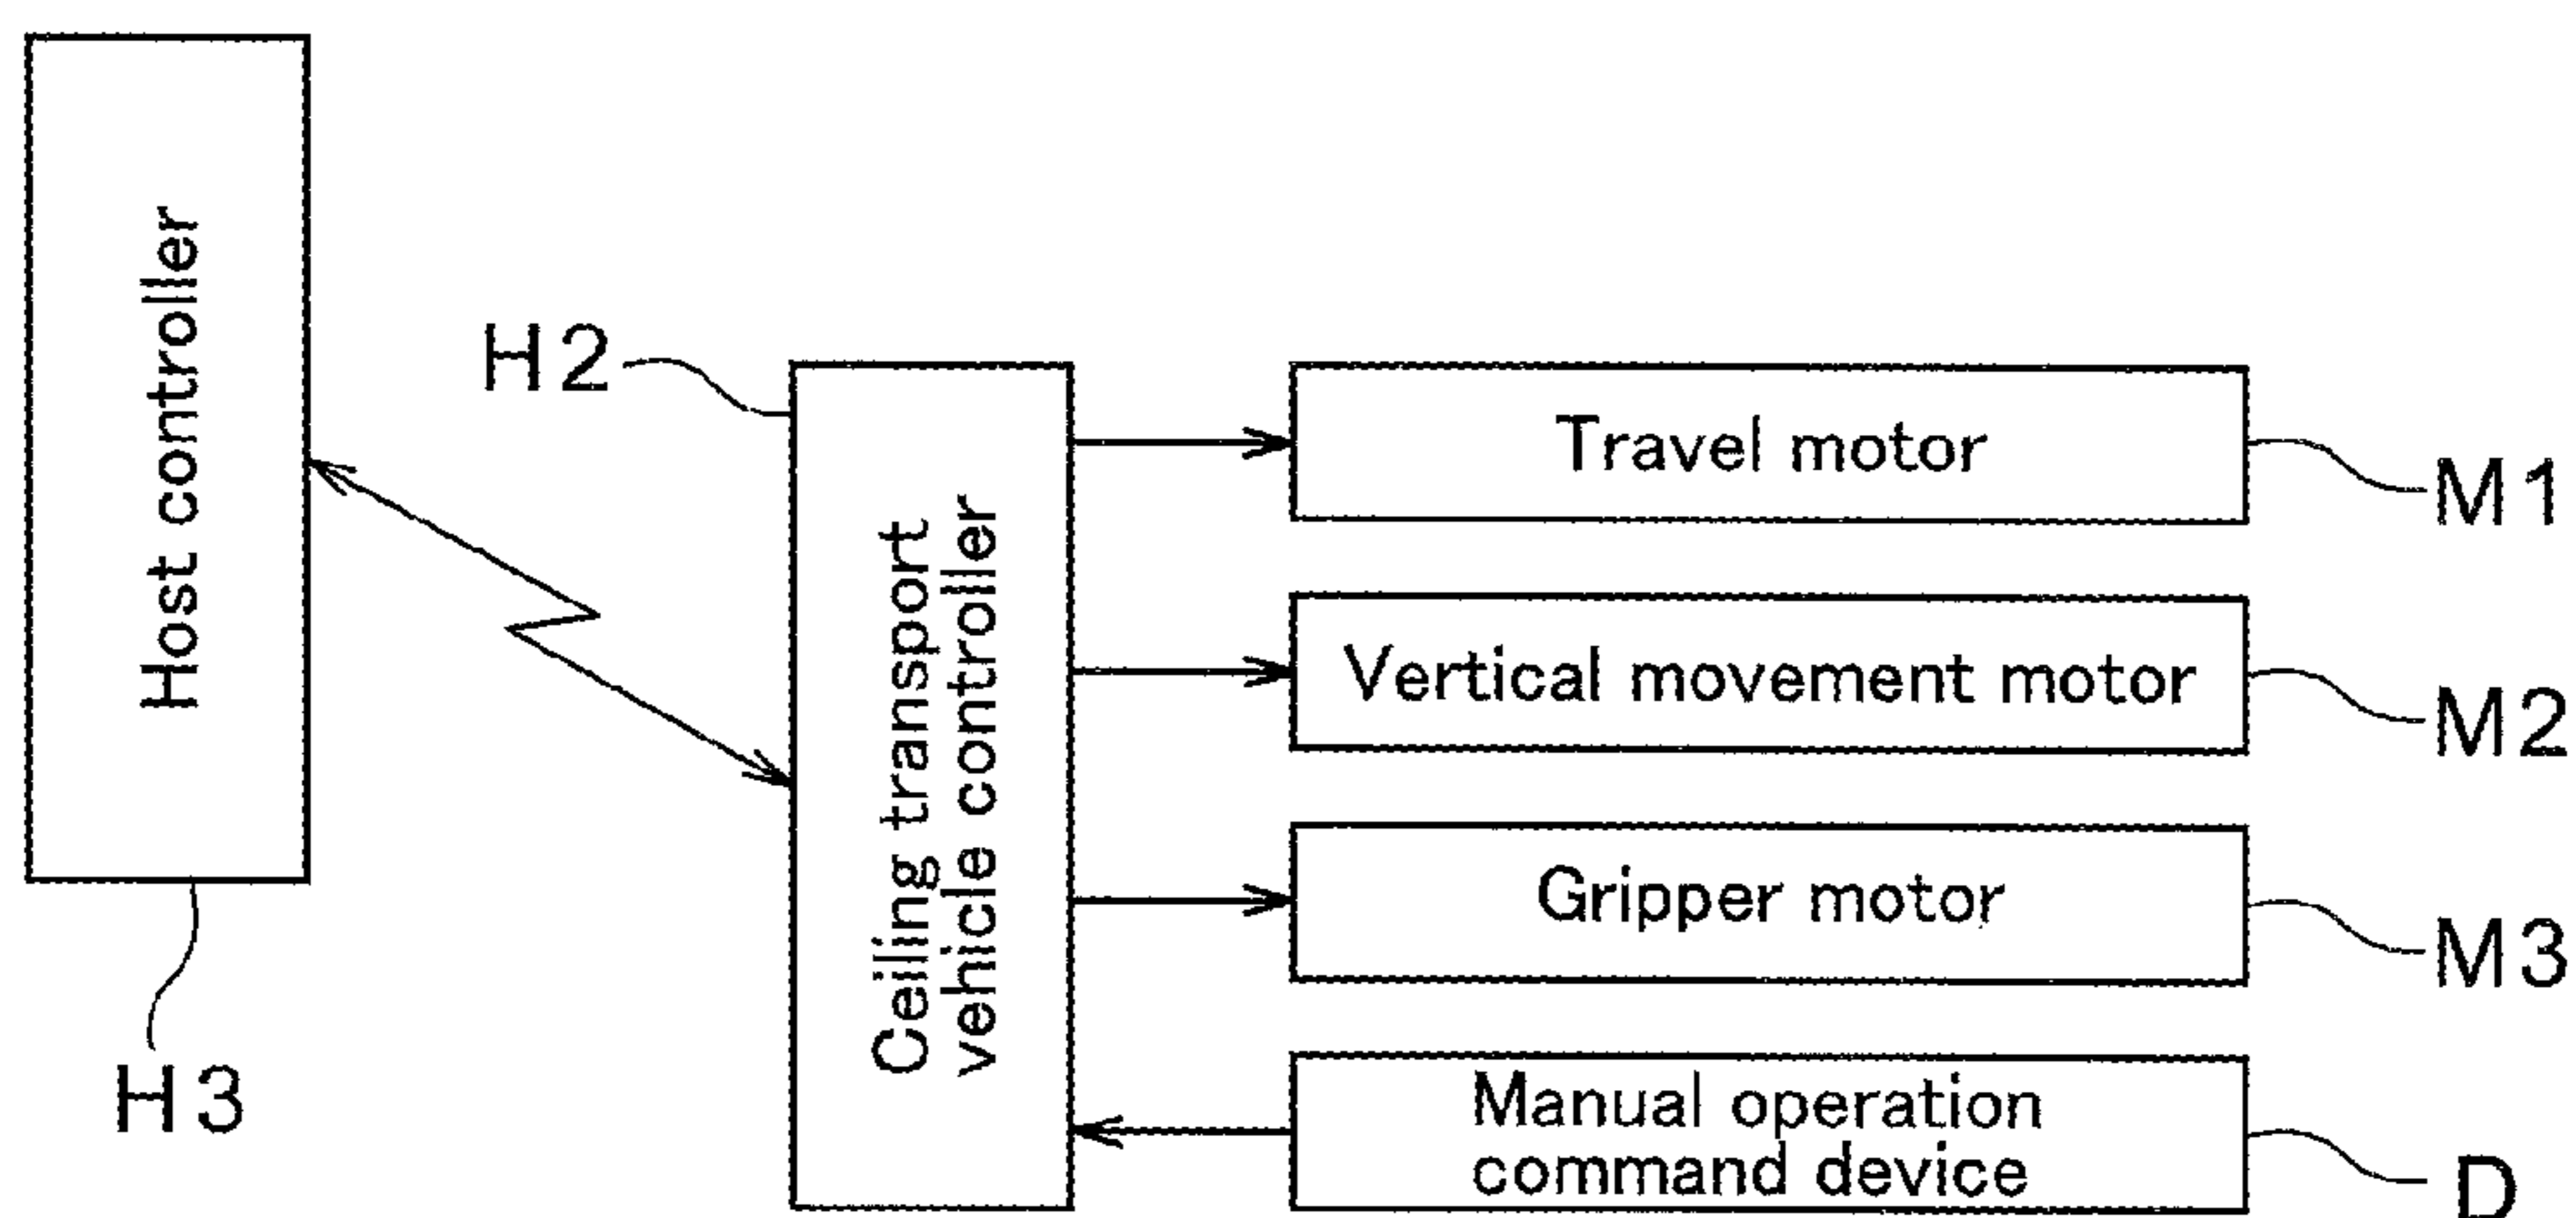 Host controller
H3
H2
Ceiling transport
vehicle controller
Travel motor
M1
Vertical movement motor
M2
Gripper motor
M3
Manual operation
command device
D